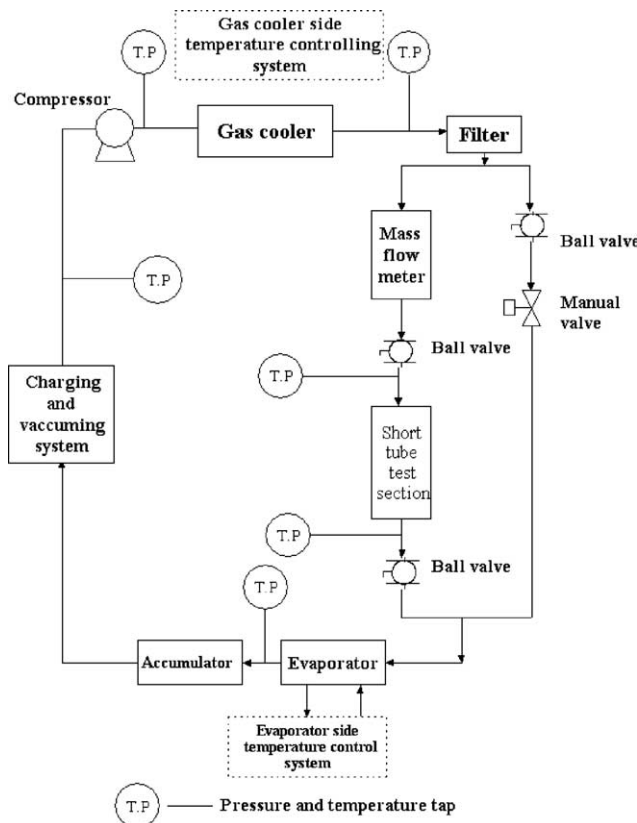 Gas cooler side
temperature controlling
system
T.P
T.P
Compressor
Gas cooler
Filter
Mass
flow
meter
Ball valve
T.P
Manual
valve
Ball valve
T.P
Charging
and
vaccuming
system
Short
tube
test
section
T.P
Ball valve
T.P
Accumulator
Evaporator
Evaporator side
temperature control
system
T.P
Pressure and temperature tap